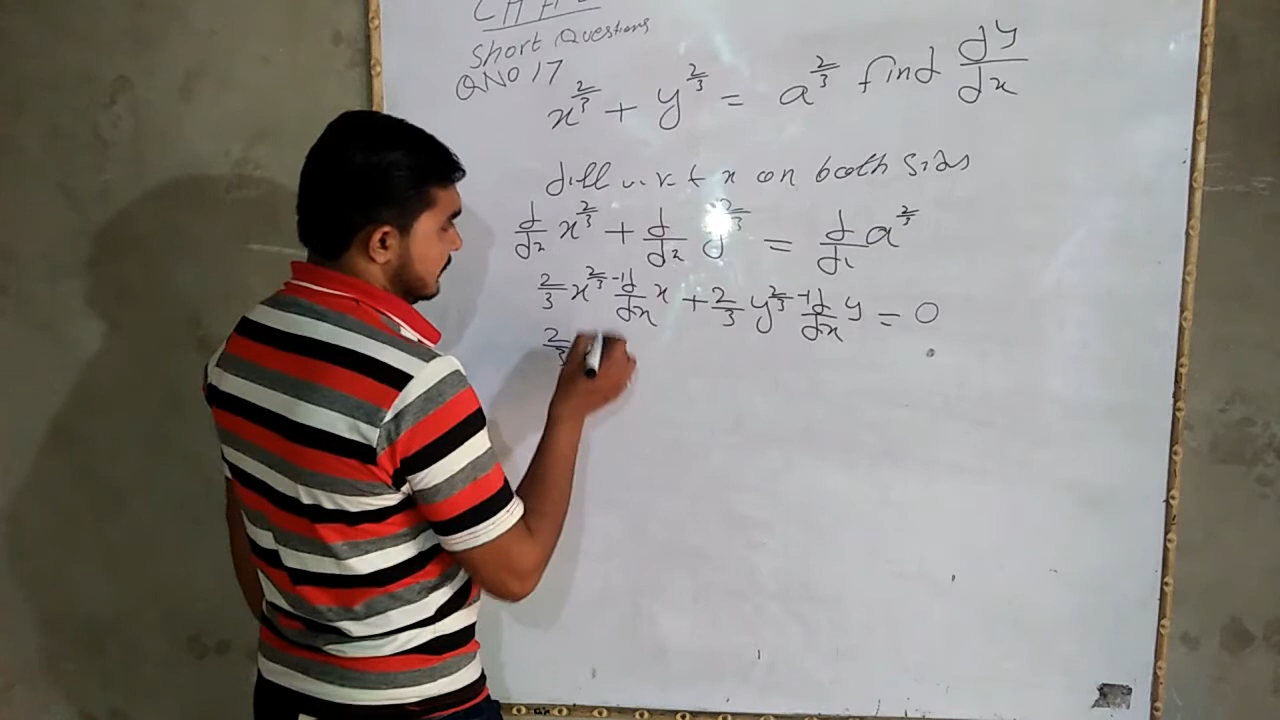 Short Questions
QNO 17
x^{2/3} + y^{2/3} = a^{2/3} find dy/dx
diff w.r.t x on both sides
d/dx x^{2/3} + d/dx y^{2/3} = d/dx a^{2/3}
2/3 x^{2/3 -1} d/dx x + 2/3 y^{2/3 -1} d/dx y = 0
2/3